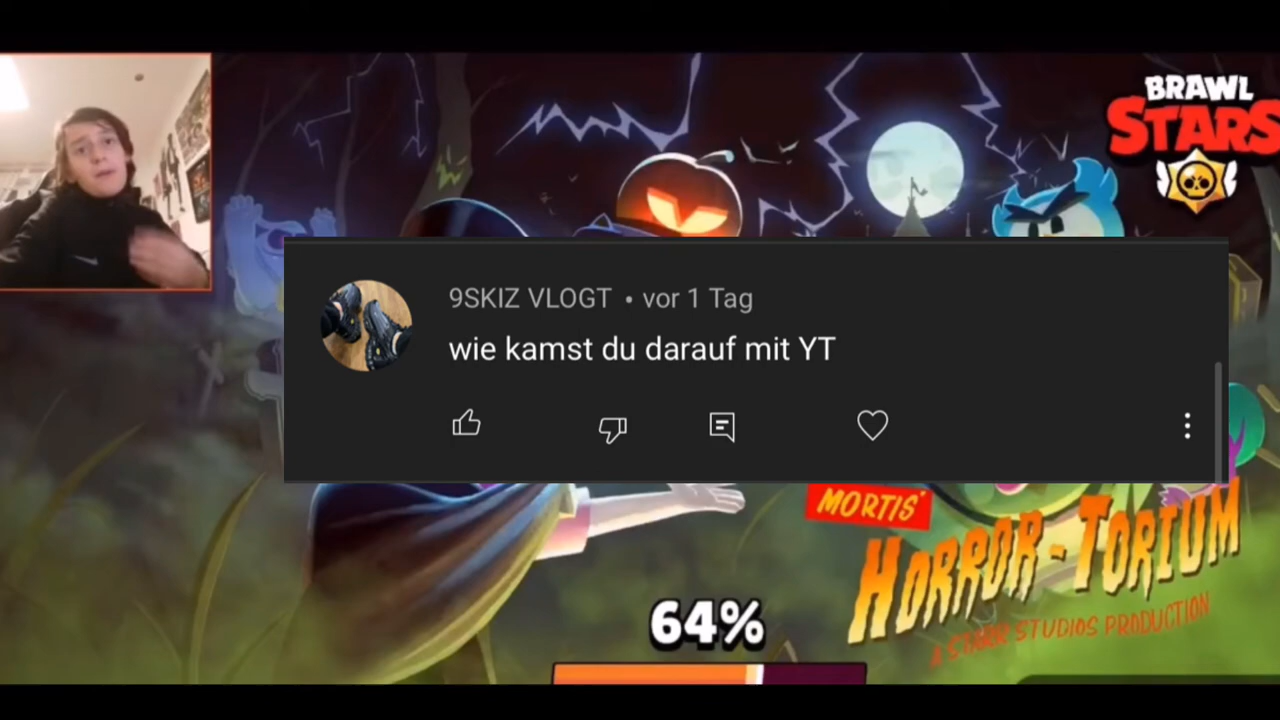 BRAWL
STARS
9SKIZ VLOGT • vor 1 Tag
wie kamst du darauf mit YT
MORTIS'
HORROR-TORIUM
A STARR STUDIOS PRODUCTION
64%